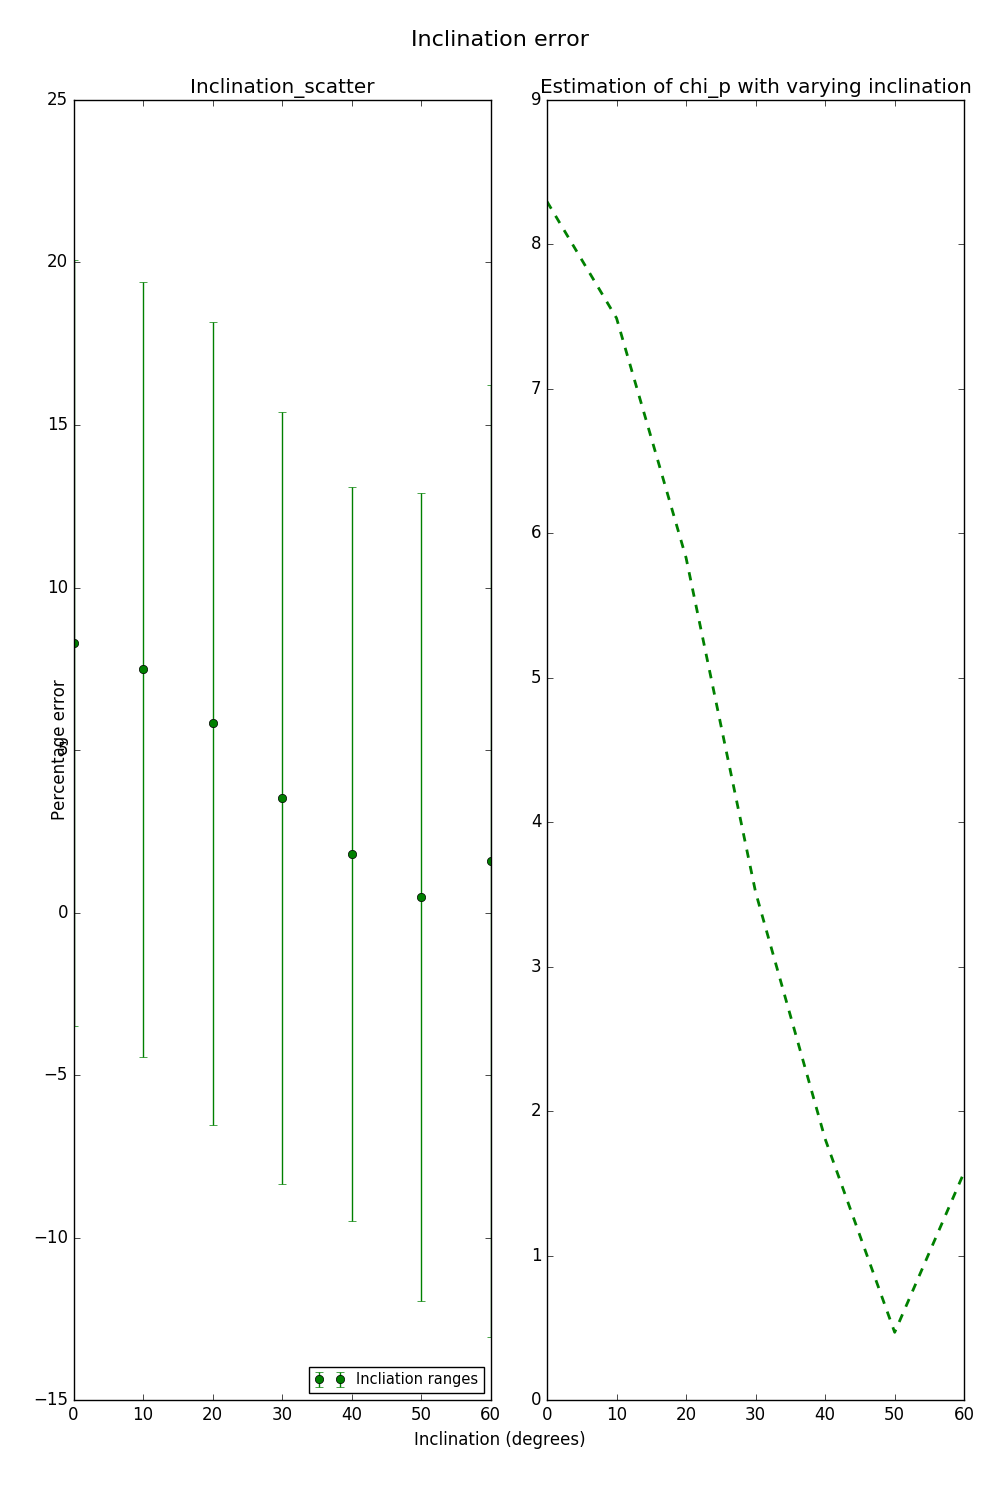 Inclination error
Inclination_scatter
Estimation of chi_p with varying inclination
25
20
15
10
5
0
−5
−10
−15
Percentage error
0 10 20 30 40 50 60
Incliation ranges
9
8
7
6
5
4
3
2
1
0
0 10 20 30 40 50 60
Inclination (degrees)